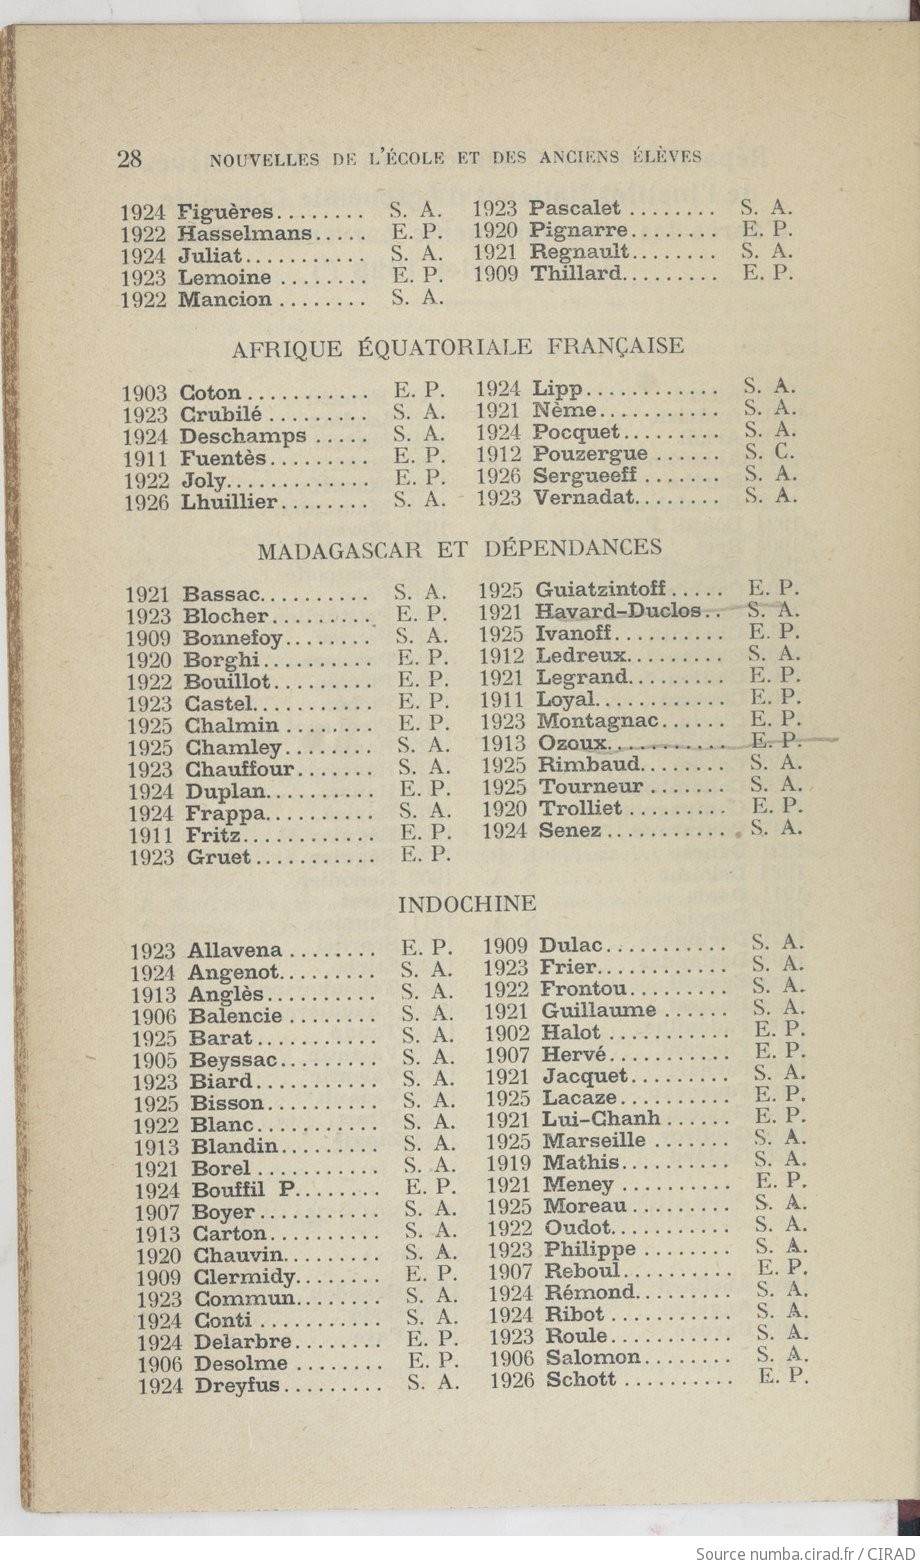 28 NOUVELLES DE L'ÉCOLE ET DES ANCIENS ÉLÈVES
1924 Figuères........ S. A.
1922 Hasselmans..... E. P.
1924 Juliat........... S. A.
1923 Lemoine ........ E. P.
1922 Mancion ........ S. A.
1923 Pascalet ........ S. A.
1920 Pignarre........ E. P.
1921 Regnault........ S. A.
1909 Thillard......... E. P.
AFRIQUE ÉQUATORIALE FRANÇAISE
1903 Coton ........... E. P.
1923 Crubilé ......... S. A.
1924 Deschamps ..... S. A.
1911 Fuentès......... E. P.
1922 Joly............. E. P.
1926 Lhuillier........ S. A.
1924 Lipp............ S. A.
1921 Nème........... S. A.
1924 Pocquet......... S. A.
1912 Pouzergue ...... S. C.
1926 Sergueeff ....... S. A.
1923 Vernadat........ S. A.
MADAGASCAR ET DÉPENDANCES
1921 Bassac.......... S. A.
1923 Blocher......... E. P.
1909 Bonnefoy........ S. A.
1920 Borghi.......... E. P.
1922 Bouillot......... E. P.
1923 Castel........... E. P.
1925 Chalmin ........ E. P.
1925 Chamley........ S. A.
1923 Chauffour....... S. A.
1924 Duplan.......... E. P.
1924 Frappa.......... S. A.
1911 Fritz............ E. P.
1923 Gruet........... E. P.
1925 Guiatzintoff ..... E. P.
1921 Havard-Duclos.. S. A.
1925 Ivanoff.......... E. P.
1912 Ledreux......... S. A.
1921 Legrand......... E. P.
1911 Loyal............ E. P.
1923 Montagnac...... E. P.
1913 Ozoux........... E. P.
1925 Rimbaud........ S. A.
1925 Tourneur ....... S. A.
1920 Trolliet ......... E. P.
1924 Senez ........... S. A.
INDOCHINE
1923 Allavena ........ E. P.
1924 Angenot......... S. A.
1913 Anglès.......... S. A.
1906 Balencie ........ S. A.
1925 Barat ........... S. A.
1905 Beyssac......... S. A.
1923 Biard........... S. A.
1925 Bisson.......... S. A.
1922 Blanc........... S. A.
1913 Blandin......... S. A.
1921 Borel ........... S. A.
1924 Bouffil P........ E. P.
1907 Boyer ........... S. A.
1913 Carton.......... S. A.
1920 Chauvin......... S. A.
1909 Clermidy........ E. P.
1923 Commun........ S. A.
1924 Conti ........... S. A.
1924 Delarbre........ E. P.
1906 Desolme ........ E. P.
1924 Dreyfus......... S. A.
1909 Dulac........... S. A.
1923 Frier............ S. A.
1922 Frontou......... S. A.
1921 Guillaume ...... S. A.
1902 Halot ........... E. P.
1907 Hervé........... E. P.
1921 Jacquet......... S. A.
1925 Lacaze.......... E. P.
1921 Lui-Chanh ...... E. P.
1925 Marseille ....... S. A.
1919 Mathis.......... S. A.
1921 Meney .......... E. P.
1925 Moreau ......... S. A.
1922 Oudot........... S. A.
1923 Philippe ........ S. A.
1907 Reboul.......... E. P.
1924 Rémond......... S. A.
1924 Ribot ........... S. A.
1923 Roule........... S. A.
1906 Salomon........ S. A.
1926 Schott .......... E. P.
Source numba.cirad.fr / CIRAD